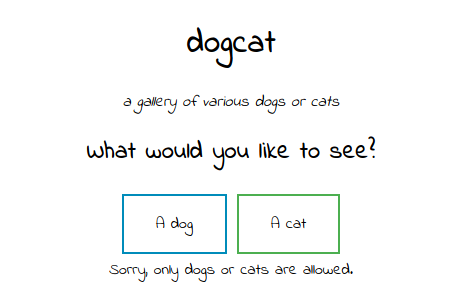 dogcat
a gallery of various dogs or cats
What would you like to see?
A dog A cat
Sorry, only dogs or cats are allowed.